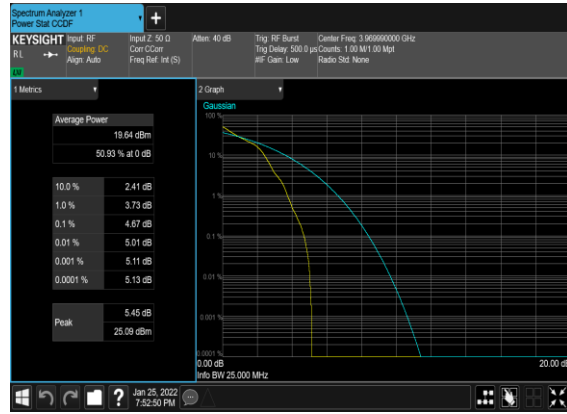 Spectrum Analyzer 1
Power Stat CCDF
KEYSIGHT
R L
Input: RF
Coupling: DC
Align: Auto
Input Z: 50 Ω
Corr CCorr
Freq Ref: Int (S)
Atten: 40 dB
Trig: RF Burst
Trig Delay: 500.0 µs
#IF Gain: Low
Center Freq: 3.969990000 GHz
Counts: 1.00 M/1.00 Mpt
Radio Std: None
1 Metrics
Average Power
19.64 dBm
50.93 % at 0 dB
10.0 % 2.41 dB
1.0 % 3.73 dB
0.1 % 4.67 dB
0.01 % 5.01 dB
0.001 % 5.11 dB
0.0001 % 5.13 dB
Peak
5.45 dB
25.09 dBm
2 Graph
Gaussian
100 %
10 %
1 %
0.1 %
0.01 %
0.001 %
0.0001 %
0.00 dB 20.00 dB
Info BW 25.000 MHz
?
Jan 25, 2022
7:52:50 PM